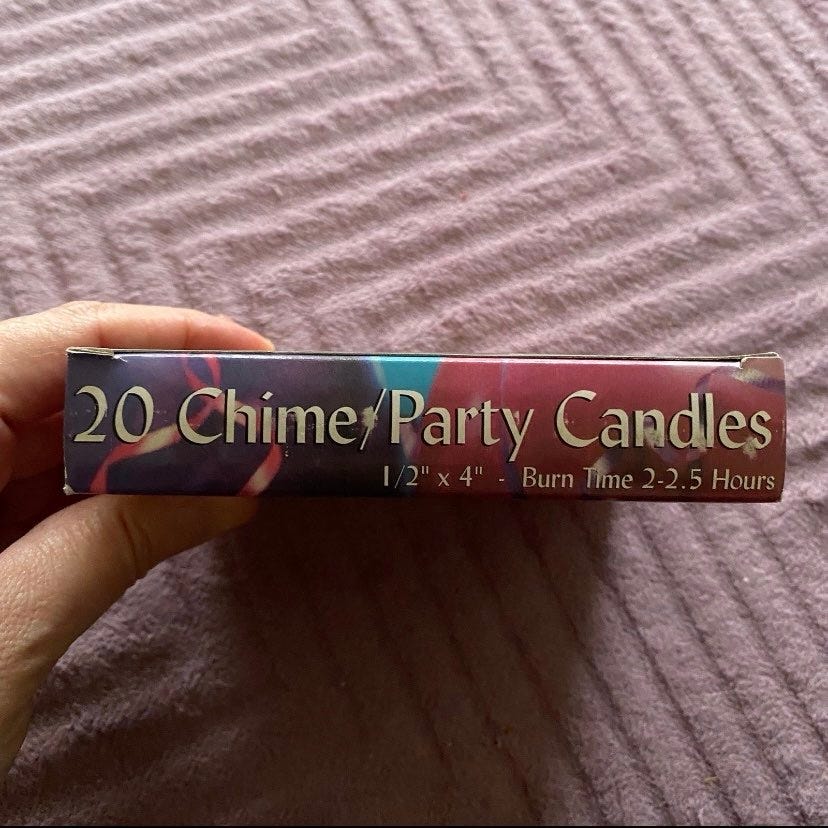 20 Chime/Party Candles
1/2" x 4" - Burn Time 2-2.5 Hours